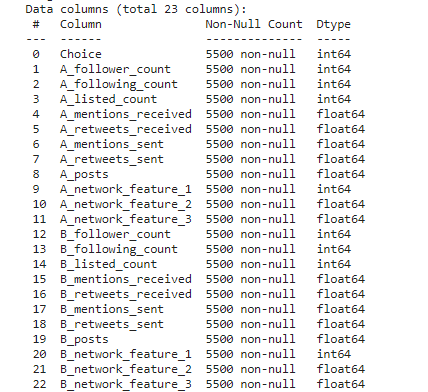 Data columns (total 23 columns):
# Column Non-Null Count Dtype
--- ------ -------------- -----
0 Choice 5500 non-null int64
1 A_follower_count 5500 non-null int64
2 A_following_count 5500 non-null int64
3 A_listed_count 5500 non-null int64
4 A_mentions_received 5500 non-null float64
5 A_retweets_received 5500 non-null float64
6 A_mentions_sent 5500 non-null float64
7 A_retweets_sent 5500 non-null float64
8 A_posts 5500 non-null float64
9 A_network_feature_1 5500 non-null int64
10 A_network_feature_2 5500 non-null float64
11 A_network_feature_3 5500 non-null float64
12 B_follower_count 5500 non-null int64
13 B_following_count 5500 non-null int64
14 B_listed_count 5500 non-null int64
15 B_mentions_received 5500 non-null float64
16 B_retweets_received 5500 non-null float64
17 B_mentions_sent 5500 non-null float64
18 B_retweets_sent 5500 non-null float64
19 B_posts 5500 non-null float64
20 B_network_feature_1 5500 non-null int64
21 B_network_feature_2 5500 non-null float64
22 B_network_feature_3 5500 non-null float64